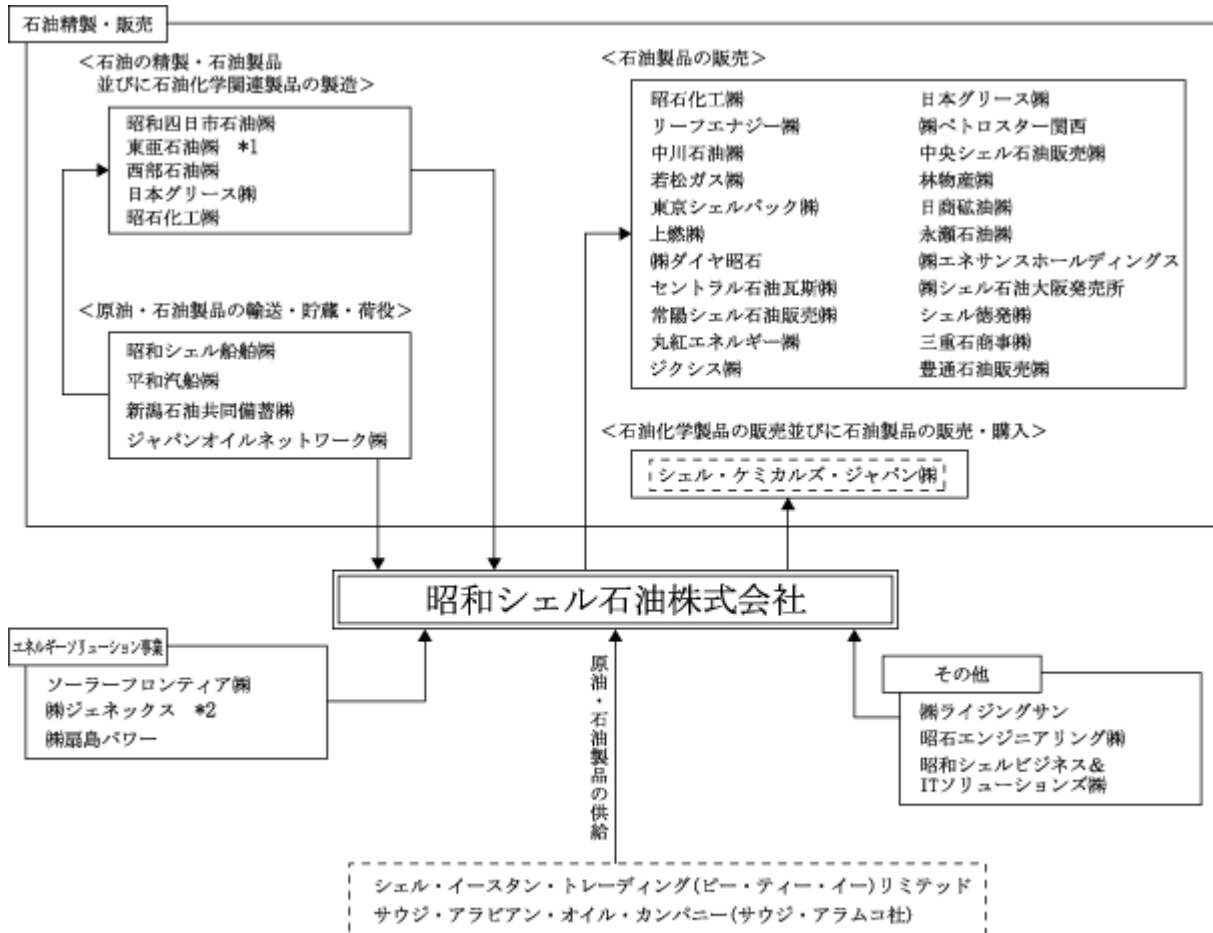 石油精製・販売
＜石油の精製・石油製品
並びに石油化学関連製品の製造＞
昭和四日市石油㈱
東亜石油㈱　*1
西部石油㈱
日本グリース㈱
昭石化工㈱
＜原油・石油製品の輸送・貯蔵・荷役＞
昭和シェル船舶㈱
平和汽船㈱
新潟石油共同備蓄㈱
ジャパンオイルネットワーク㈱
＜石油製品の販売＞
昭石化工㈱
リーフエナジー㈱
中川石油㈱
若松ガス㈱
東京シェルパック㈱
上燃㈱
㈱ダイヤ昭石
セントラル石油瓦斯㈱
常陽シェル石油販売㈱
丸紅エネルギー㈱
ジクシス㈱
日本グリース㈱
㈱ペトロスター関西
中央シェル石油販売㈱
林物産㈱
日商砿油㈱
永瀬石油㈱
㈱エネサンスホールディングス
㈱シェル石油大阪発売所
シェル徳発㈱
三重石商事㈱
豊通石油販売㈱
＜石油化学製品の販売並びに石油製品の販売・購入＞
シェル・ケミカルズ・ジャパン㈱
昭和シェル石油株式会社
エネルギーソリューション事業
ソーラーフロンティア㈱
㈱ジェネックス　*2
㈱扇島パワー
原油・石油製品の供給
その他
㈱ライジングサン
昭石エンジニアリング㈱
昭和シェルビジネス＆
ITソリューションズ㈱
シェル・イースタン・トレーディング(ピー・ティー・イー)リミテッド
サウジ・アラビアン・オイル・カンパニー(サウジ・アラムコ社)